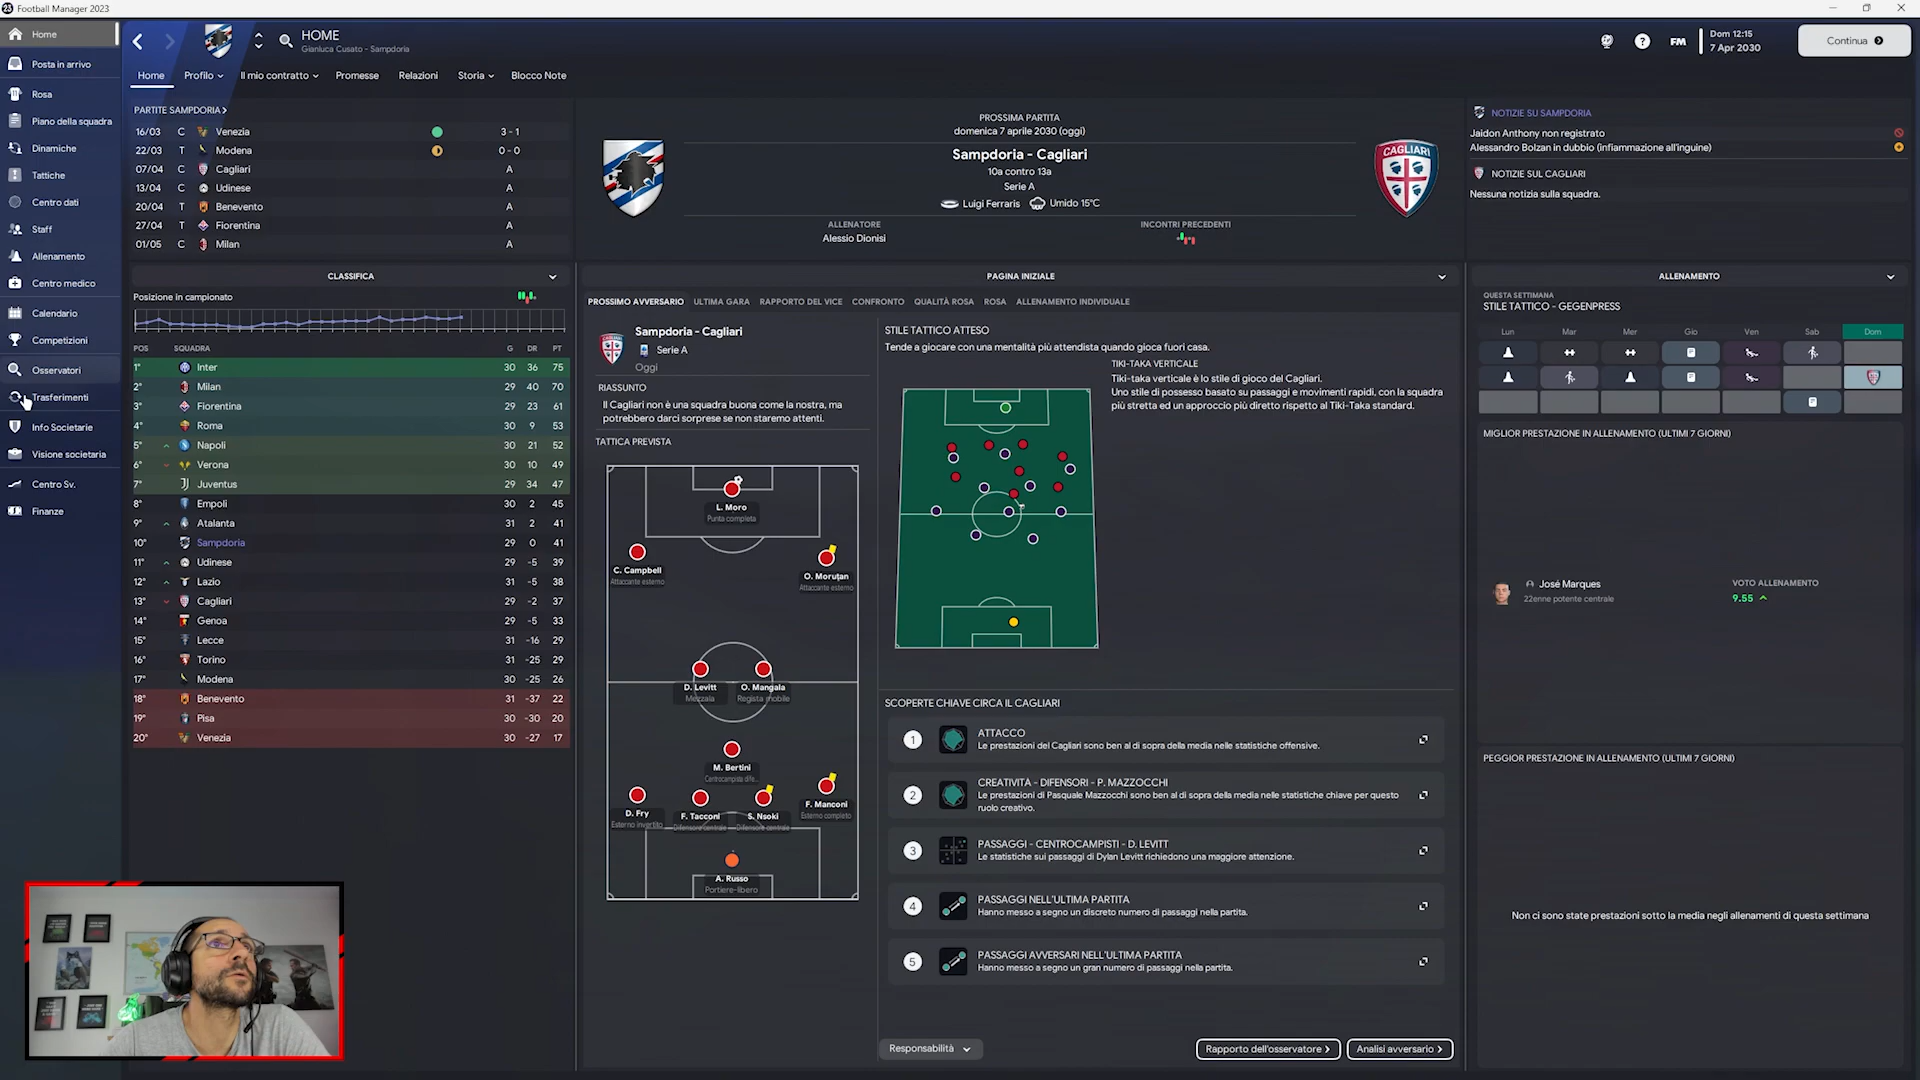 Football Manager 2023
Home
Posta in arrivo
Rosa
Piano della squadra
Dinamiche
Tattiche
Centro dati
Staff
Allenamento
Centro medico
Calendario
Competizioni
Osservatori
Trasferimenti
Info Societarie
Visione societaria
Centro Sv.
Finanze
HOME
Gianluca Cusato - Sampdoria
FM
Dom 12:15
7 Apr 2030
Continua
Home Profilo Il mio contratto Promesse Relazioni Storia Blocco Note
PARTITE SAMPDORIA >
16/03 C Venezia 3 - 1
22/03 T Modena 0 - 0
07/04 C Cagliari A
13/04 C Udinese A
20/04 T Benevento A
27/04 T Fiorentina A
01/05 C Milan A
PROSSIMA PARTITA
domenica 7 aprile 2030 (oggi)
Sampdoria - Cagliari
10a contro 13a
Serie A
Luigi Ferraris Umido 15°C
ALLENATORE
Alessio Dionisi
INCONTRI PRECEDENTI
CAGLIARI
NOTIZIE SU SAMPDORIA
Jaidon Anthony non registrato
Alessandro Bolzan in dubbio (infiammazione all'inguine)
NOTIZIE SUL CAGLIARI
Nessuna notizia sulla squadra.
CLASSIFICA
Posizione in campionato
POS SQUADRA G DR PT
1° Inter 30 36 75
2° Milan 29 40 70
3° Fiorentina 29 23 61
4° Roma 30 9 53
5° Napoli 30 21 52
6° Verona 30 10 49
7° Juventus 29 34 47
8° Empoli 30 2 45
9° Atalanta 31 2 41
10° Sampdoria 29 0 41
11° Udinese 29 -5 39
12° Lazio 31 -5 38
13° Cagliari 29 -2 37
14° Genoa 29 -5 33
15° Lecce 31 -16 29
16° Torino 31 -25 29
17° Modena 30 -25 26
18° Benevento 31 -37 22
19° Pisa 30 -30 20
20° Venezia 30 -27 17
PAGINA INIZIALE
PROSSIMO AVVERSARIO ULTIMA GARA RAPPORTO DEL VICE CONFRONTO QUALITÀ ROSA ROSA ALLENAMENTO INDIVIDUALE
Sampdoria - Cagliari
Serie A
Oggi
RIASSUNTO
Il Cagliari non è una squadra buona come la nostra, ma
potrebbero darci sorprese se non staremo attenti.
TATTICA PREVISTA
L. Moro
Punta completa
C. Campbell
Attaccante esterno
O. Moruțan
Attaccante esterno
D. Levitt
Mezzala
O. Mangala
Regista mobile
M. Bertini
Centrocampista dife...
D. Fry
Esterno invertito
F. Tacconi
Difensore centrale
S. Nsoki
Difensore centrale
F. Manconi
Esterno completo
A. Russo
Portiere-libero
STILE TATTICO ATTESO
Tende a giocare con una mentalità più attendista quando gioca fuori casa.
TIKI-TAKA VERTICALE
Tiki-taka verticale è lo stile di gioco del Cagliari.
Uno stile di possesso basato su passaggi e movimenti rapidi, con la squadra
più stretta ed un approccio più diretto rispetto al Tiki-Taka standard.
SCOPERTE CHIAVE CIRCA IL CAGLIARI
1 ATTACCO
Le prestazioni del Cagliari sono ben al di sopra della media nelle statistiche offensive.
2 CREATIVITÀ - DIFENSORI - P. MAZZOCCHI
Le prestazioni di Pasquale Mazzocchi sono ben al di sopra della media nelle statistiche chiave per questo
ruolo creativo.
3 PASSAGGI - CENTROCAMPISTI - D. LEVITT
Le statistiche sui passaggi di Dylan Levitt richiedono una maggiore attenzione.
4 PASSAGGI NELL'ULTIMA PARTITA
Hanno messo a segno un discreto numero di passaggi nella partita.
5 PASSAGGI AVVERSARI NELL'ULTIMA PARTITA
Hanno messo a segno un gran numero di passaggi nella partita.
Responsabilità
Rapporto dell'osservatore >
Analisi avversario >
ALLENAMENTO
QUESTA SETTIMANA
STILE TATTICO - GEGENPRESS
Lun Mar Mer Gio Ven Sab Dom
MIGLIOR PRESTAZIONE IN ALLENAMENTO (ULTIMI 7 GIORNI)
José Marques
22enne potente centrale
VOTO ALLENAMENTO
9.55
PEGGIOR PRESTAZIONE IN ALLENAMENTO (ULTIMI 7 GIORNI)
Non ci sono state prestazioni sotto la media negli allenamenti di questa settimana